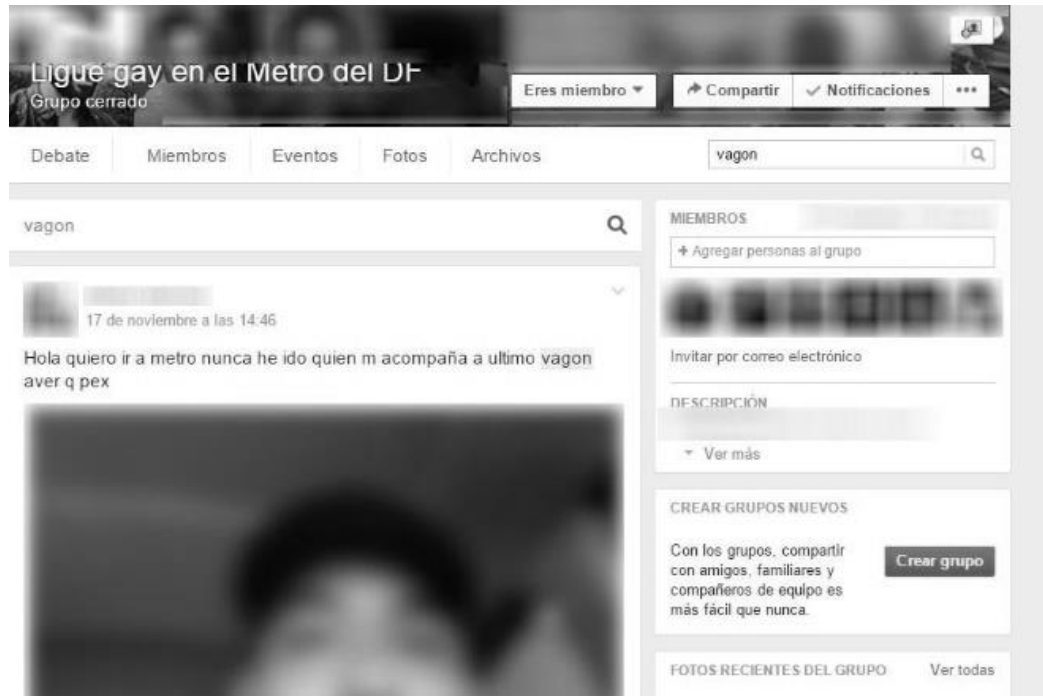 Ligue gay en el Metro del DF
Grupo cerrado
Eres miembro
Compartir
Notificaciones
Debate
Miembros
Eventos
Fotos
Archivos
vagon
vagon
17 de noviembre a las 14:46
Hola quiero ir a metro nunca he ido quien m acompaña a ultimo vagon
aver q pex
MIEMBROS
+ Agregar personas al grupo
Invitar por correo electrónico
DESCRIPCIÓN
Ver más
CREAR GRUPOS NUEVOS
Con los grupos, compartir
con amigos, familiares y
compañeros de equipo es
más fácil que nunca.
Crear grupo
FOTOS RECIENTES DEL GRUPO
Ver todas